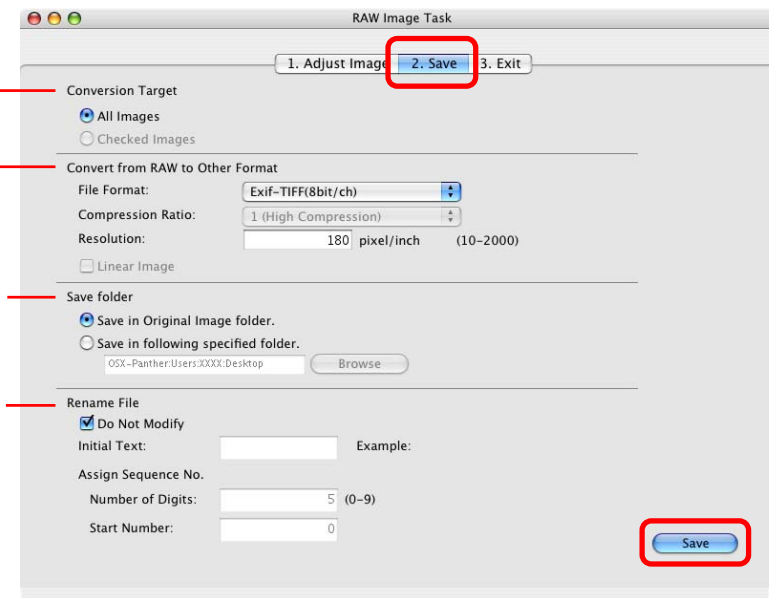 RAW Image Task
1. Adjust Image 2. Save 3. Exit
Conversion Target
All Images
Checked Images
Convert from RAW to Other Format
File Format: Exif-TIFF(8bit/ch)
Compression Ratio: 1 (High Compression)
Resolution: 180 pixel/inch (10-2000)
Linear Image
Save folder
Save in Original Image folder.
Save in following specified folder.
OSX-Panther:Users:XXXX:Desktop Browse
Rename File
Do Not Modify
Initial Text: Example:
Assign Sequence No.
Number of Digits: 5 (0-9)
Start Number: 0
Save